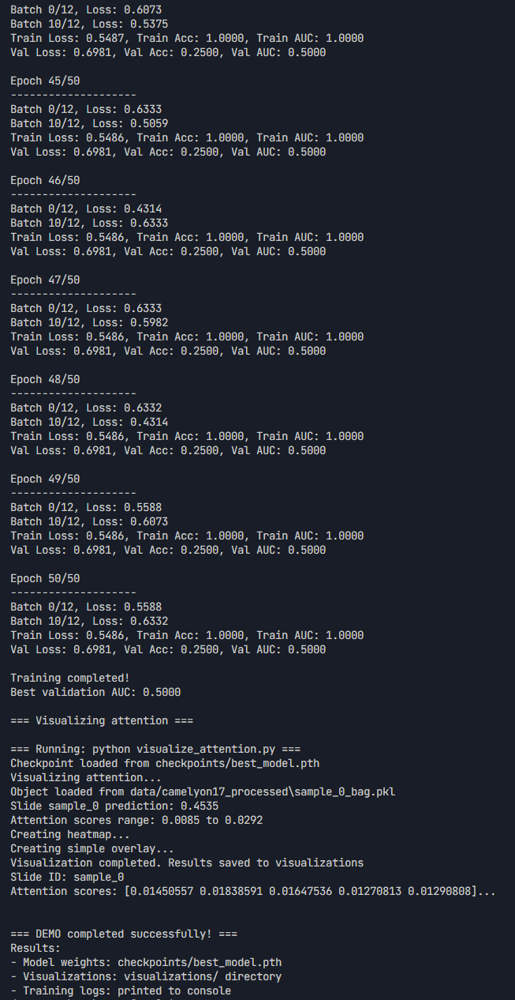 Batch 0/12, Loss: 0.6073
Batch 10/12, Loss: 0.5375
Train Loss: 0.5487, Train Acc: 1.0000, Train AUC: 1.0000
Val Loss: 0.6981, Val Acc: 0.2500, Val AUC: 0.5000
Epoch 45/50
--------------------
Batch 0/12, Loss: 0.6333
Batch 10/12, Loss: 0.5059
Train Loss: 0.5486, Train Acc: 1.0000, Train AUC: 1.0000
Val Loss: 0.6981, Val Acc: 0.2500, Val AUC: 0.5000
Epoch 46/50
--------------------
Batch 0/12, Loss: 0.4314
Batch 10/12, Loss: 0.6333
Train Loss: 0.5486, Train Acc: 1.0000, Train AUC: 1.0000
Val Loss: 0.6981, Val Acc: 0.2500, Val AUC: 0.5000
Epoch 47/50
--------------------
Batch 0/12, Loss: 0.6333
Batch 10/12, Loss: 0.5982
Train Loss: 0.5486, Train Acc: 1.0000, Train AUC: 1.0000
Val Loss: 0.6981, Val Acc: 0.2500, Val AUC: 0.5000
Epoch 48/50
--------------------
Batch 0/12, Loss: 0.6332
Batch 10/12, Loss: 0.4314
Train Loss: 0.5486, Train Acc: 1.0000, Train AUC: 1.0000
Val Loss: 0.6981, Val Acc: 0.2500, Val AUC: 0.5000
Epoch 49/50
--------------------
Batch 0/12, Loss: 0.5588
Batch 10/12, Loss: 0.6073
Train Loss: 0.5486, Train Acc: 1.0000, Train AUC: 1.0000
Val Loss: 0.6981, Val Acc: 0.2500, Val AUC: 0.5000
Epoch 50/50
--------------------
Batch 0/12, Loss: 0.5588
Batch 10/12, Loss: 0.6332
Train Loss: 0.5486, Train Acc: 1.0000, Train AUC: 1.0000
Val Loss: 0.6981, Val Acc: 0.2500, Val AUC: 0.5000
Training completed!
Best validation AUC: 0.5000
=== Visualizing attention ===
=== Running: python visualize_attention.py ===
Checkpoint loaded from checkpoints/best_model.pth
Visualizing attention...
Object loaded from data/camelyon17_processed\sample_0_bag.pkl
Slide sample_0 prediction: 0.4535
Attention scores range: 0.0085 to 0.0292
Creating heatmap...
Creating simple overlay...
Visualization completed. Results saved to visualizations
Slide ID: sample_0
Attention scores: [0.01450557 0.01838591 0.01647536 0.01270813 0.01290808]...
=== DEMO completed successfully! ===
Results:
- Model weights: checkpoints/best_model.pth
- Visualizations: visualizations/ directory
- Training logs: printed to console